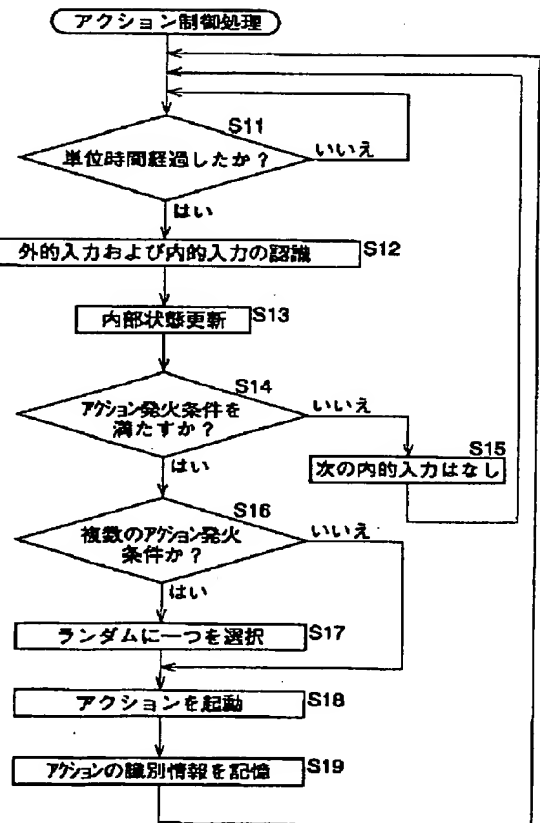 アクション制御処理
S11
単位時間経過したか？
いいえ
はい
外的入力および内的入力の認識
S12
内部状態更新
S13
S14
アクション発火条件を
満たすか？
いいえ
はい
S15
次の内的入力はなし
S16
複数のアクション発火
条件か？
いいえ
はい
ランダムに一つを選択
S17
アクションを起動
S18
アクションの識別情報を記憶
S19